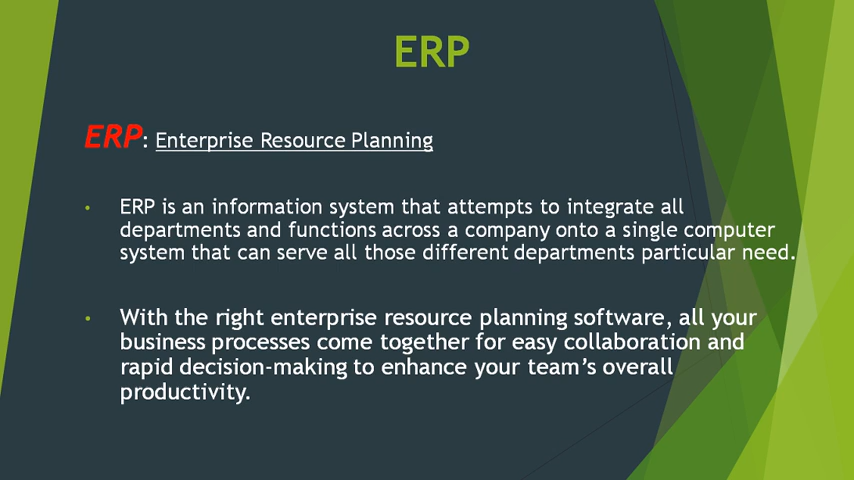 ERP
ERP: Enterprise Resource Planning
• ERP is an information system that attempts to integrate all
departments and functions across a company onto a single computer
system that can serve all those different departments particular need.
• With the right enterprise resource planning software, all your
business processes come together for easy collaboration and
rapid decision-making to enhance your team’s overall
productivity.